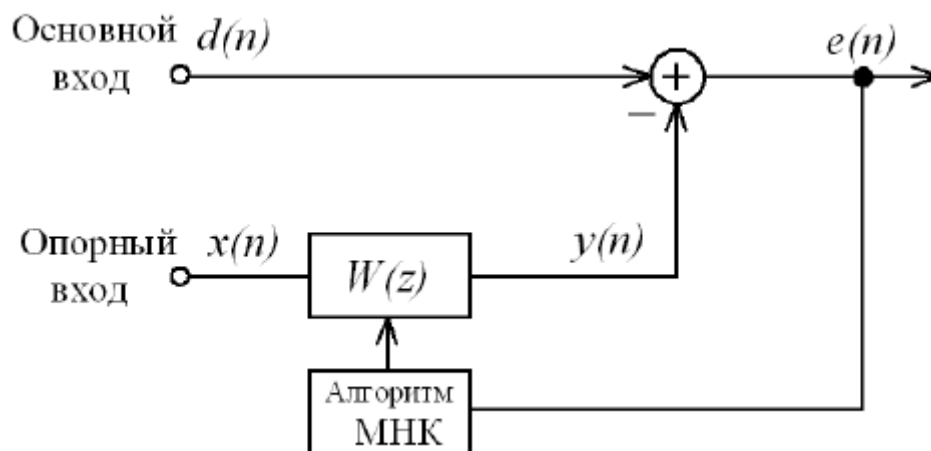 Основной
вход
d(n)
+
−
e(n)
Опорный
вход
x(n)
W(z)
y(n)
Алгоритм
МНК